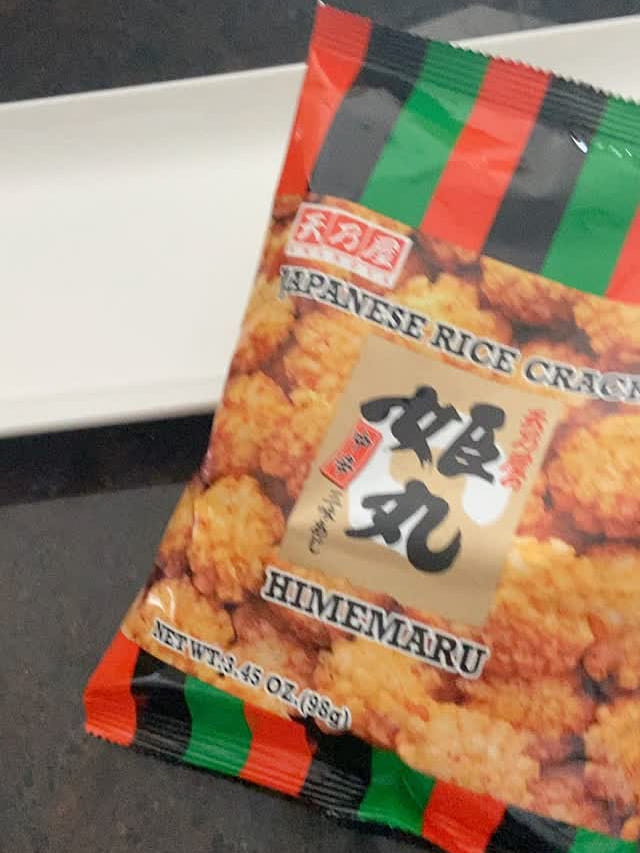 天乃屋
JAPANESE RICE CRACK
姫丸
HIMEMARU
NET WT.3.45 OZ.(98g)